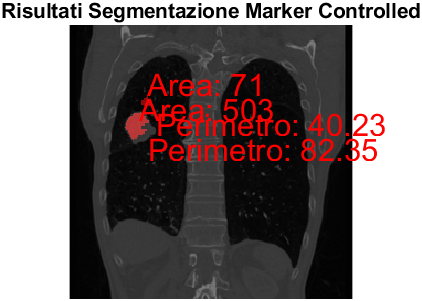 Risultati Segmentazione Marker Controlled
Area: 71
Area: 503
Perimetro: 40.23
Perimetro: 82.35